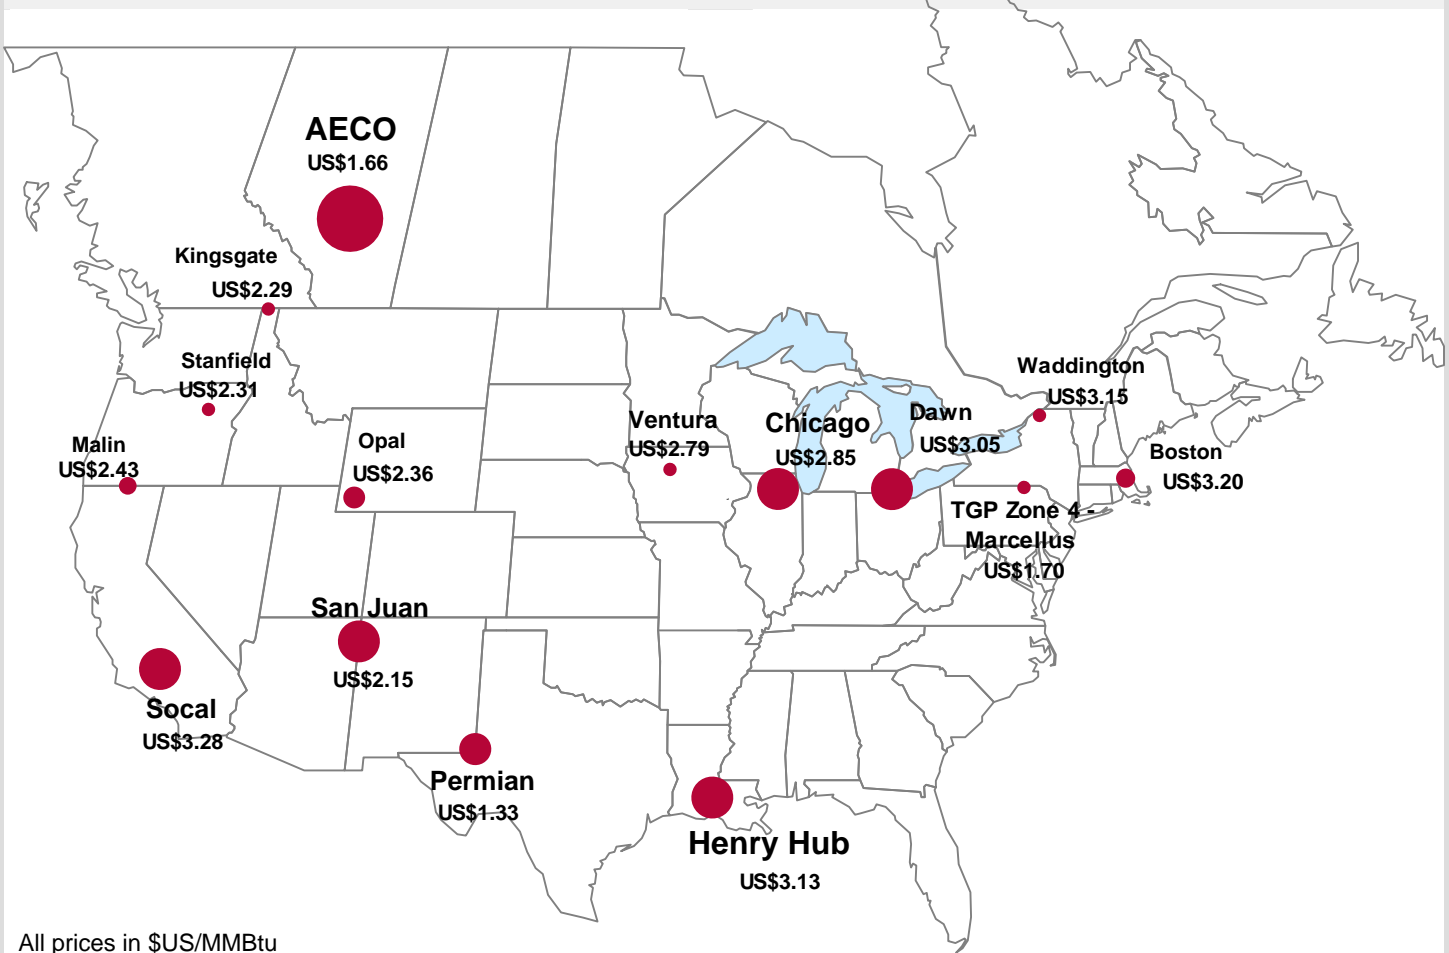 AECO
US$1.66
Kingsgate
US$2.29
Stanfield
US$2.31
Malin
US$2.43
Opal
US$2.36
Ventura
US$2.79
Chicago
US$2.85
Dawn
US$3.05
Waddington
US$3.15
Boston
US$3.20
TGP Zone 4 -
Marcellus
US$1.70
San Juan
US$2.15
Socal
US$3.28
Permian
US$1.33
Henry Hub
US$3.13
All prices in $US/MMBtu